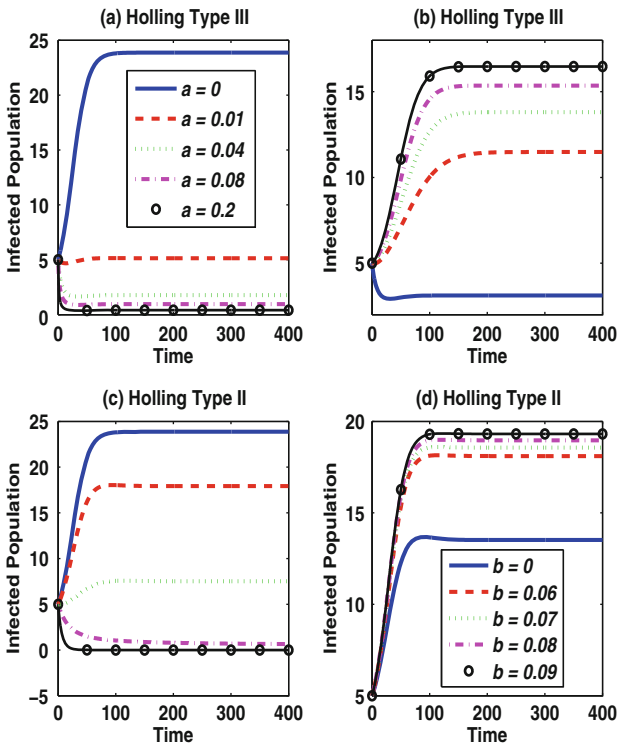 (a) Holling Type III
Infected Population
25
20
15
10
5
0
0 100 200 300 400
Time
a = 0
a = 0.01
a = 0.04
a = 0.08
a = 0.2
(b) Holling Type III
Infected Population
15
10
5
0 100 200 300 400
Time
(c) Holling Type II
Infected Population
25
20
15
10
5
0
−5
0 100 200 300 400
Time
(d) Holling Type II
Infected Population
20
15
10
5
0 100 200 300 400
Time
b = 0
b = 0.06
b = 0.07
b = 0.08
b = 0.09